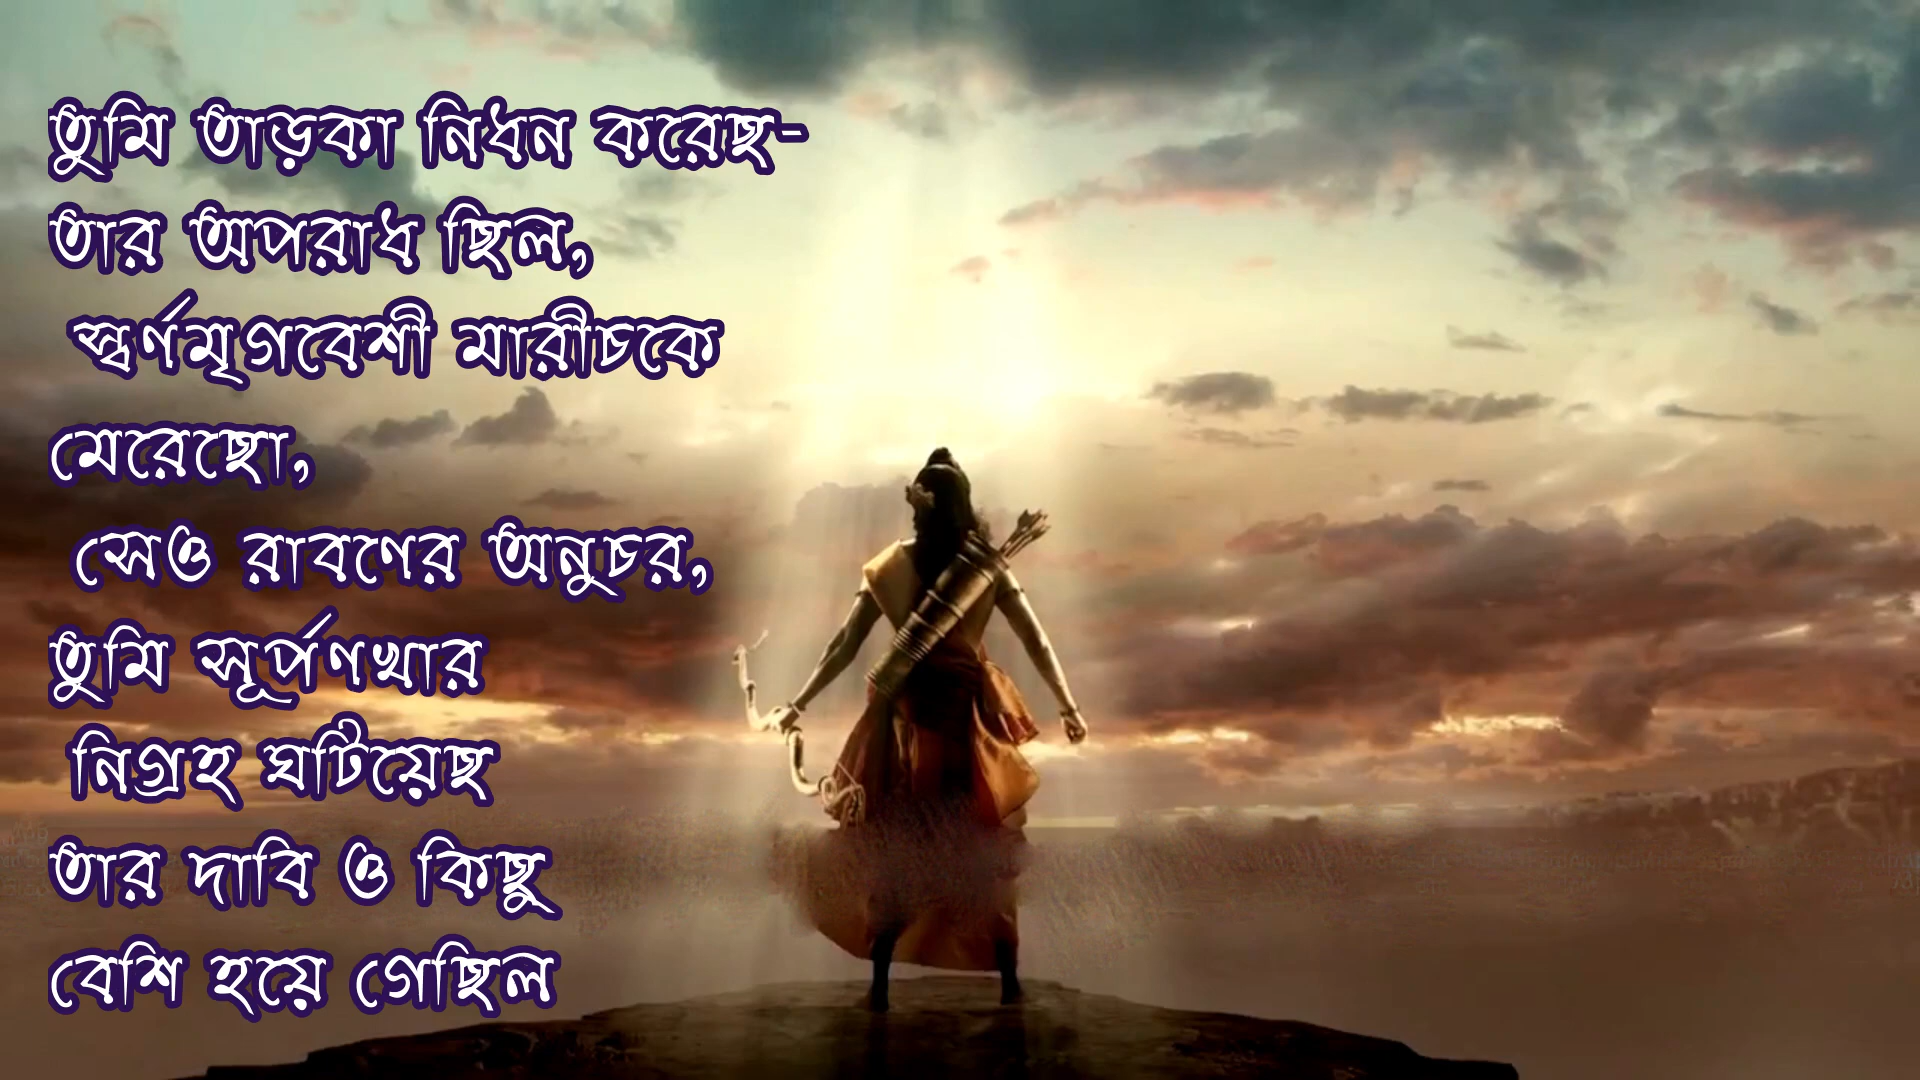 তুমি তাড়কা নিধন করেছ-
তার অপরাধ ছিল,
স্বর্ণমৃগবেশী মারীচকে
মেরেছো,
সেও রাবণের অনুচর,
তুমি সূর্পণখার
নিগ্রহ ঘটিয়েছ
তার দাবি ও কিছু
বেশি হয়ে গেছিল